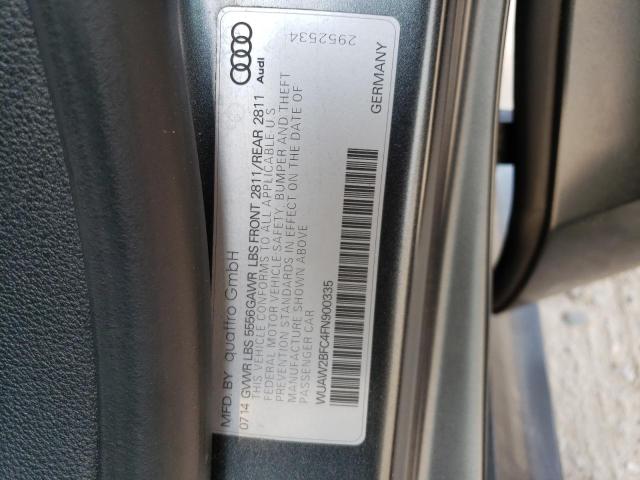 MFD. BY quattro GmbH
0714 GVWR LBS 5556 GAWR LBS FRONT 2811/REAR 2811
THIS VEHICLE CONFORMS TO ALL APPLICABLE U S
FEDERAL MOTOR VEHICLE SAFETY, BUMPER AND THEFT
PREVENTION STANDARDS IN EFFECT ON THE DATE OF
MANUFACTURE SHOWN ABOVE
PASSENGER CAR
WUAW2BFC4FN900335
Audi
2952534
GERMANY